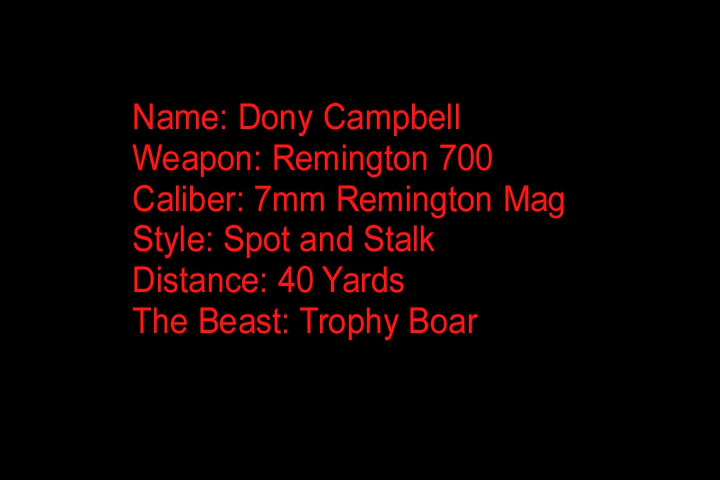 Name: Dony Campbell
Weapon: Remington 700
Caliber: 7mm Remington Mag
Style: Spot and Stalk
Distance: 40 Yards
The Beast: Trophy Boar